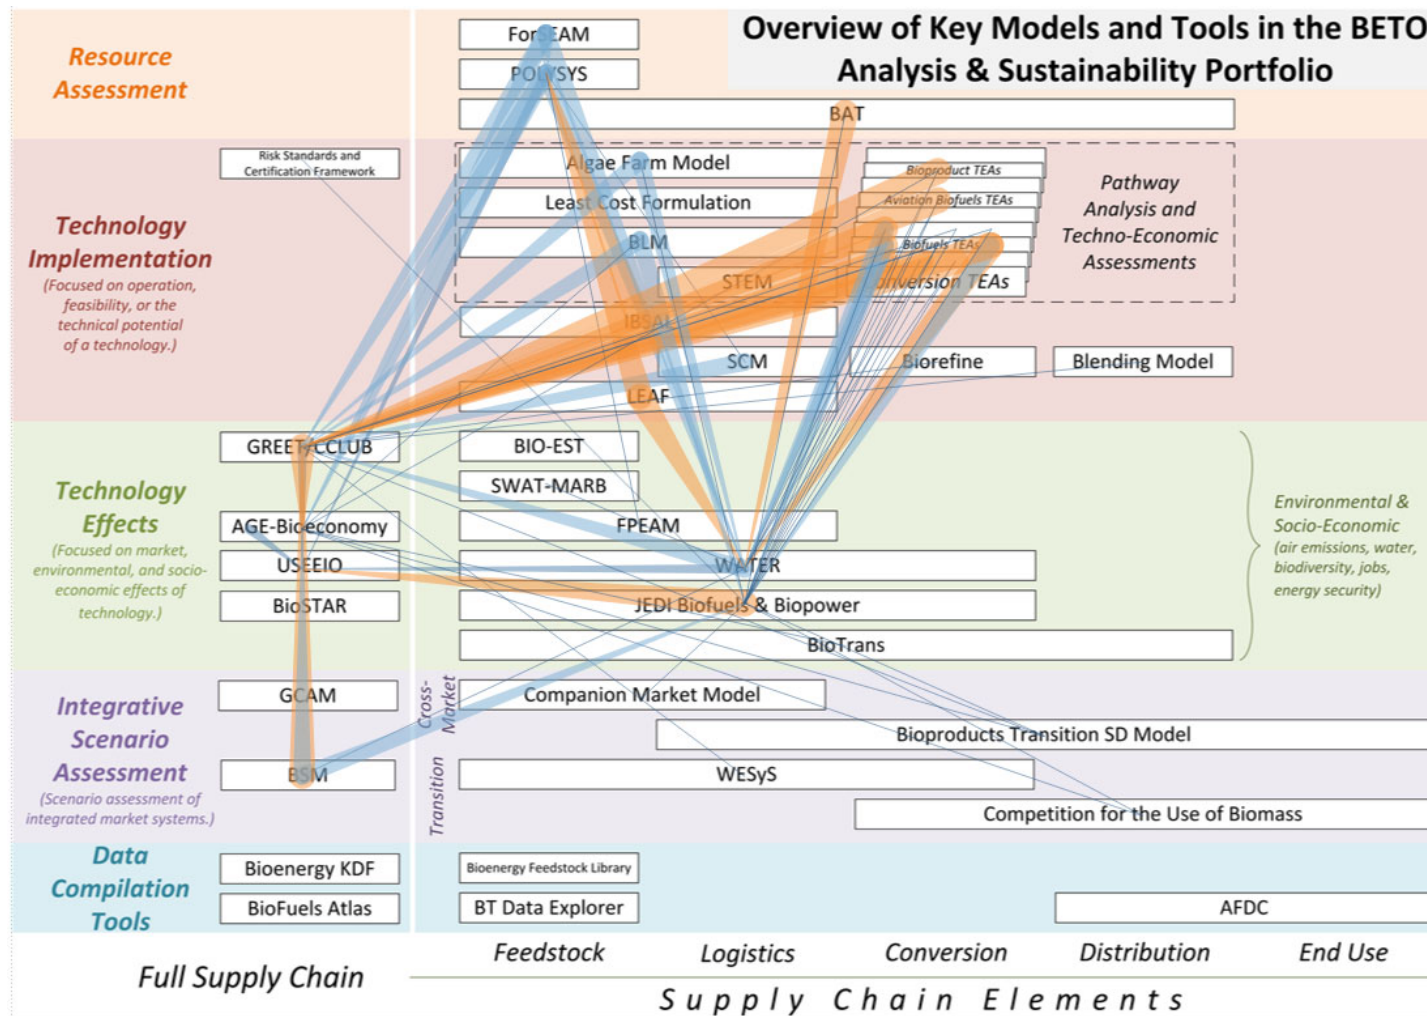 Overview of Key Models and Tools in the BETO
Analysis & Sustainability Portfolio
Resource
Assessment
ForSEAM
POLYSYS
BAT
Technology
Implementation
(Focused on operation,
feasibility, or the
technical potential
of a technology.)
Risk Standards and
Certification Framework
Algae Farm Model
Least Cost Formulation
BLM
STEM
IBSAL
SCM
LEAF
Bioproduct TEAs
Aviation Biofuels TEAs
Biofuels TEAs
Conversion TEAs
Biorefine
Blending Model
Pathway
Analysis and
Techno-Economic
Assessments
Technology
Effects
(Focused on market,
environmental, and socio-
economic effects of
technology.)
GREET/CCLUB
AGE-Bioeconomy
USEEIO
BioSTAR
BIO-EST
SWAT-MARB
FPEAM
WATER
JEDI Biofuels & Biopower
BioTrans
Environmental &
Socio-Economic
(air emissions, water,
biodiversity, jobs,
energy security)
Integrative
Scenario
Assessment
(Scenario assessment of
integrated market systems.)
GCAM
BSM
Cross-
Market
Transition
Companion Market Model
Bioproducts Transition SD Model
WESyS
Competition for the Use of Biomass
Data
Compilation
Tools
Bioenergy KDF
BioFuels Atlas
Bioenergy Feedstock Library
BT Data Explorer
AFDC
Full Supply Chain
Feedstock
Logistics
Conversion
Distribution
End Use
Supply Chain Elements